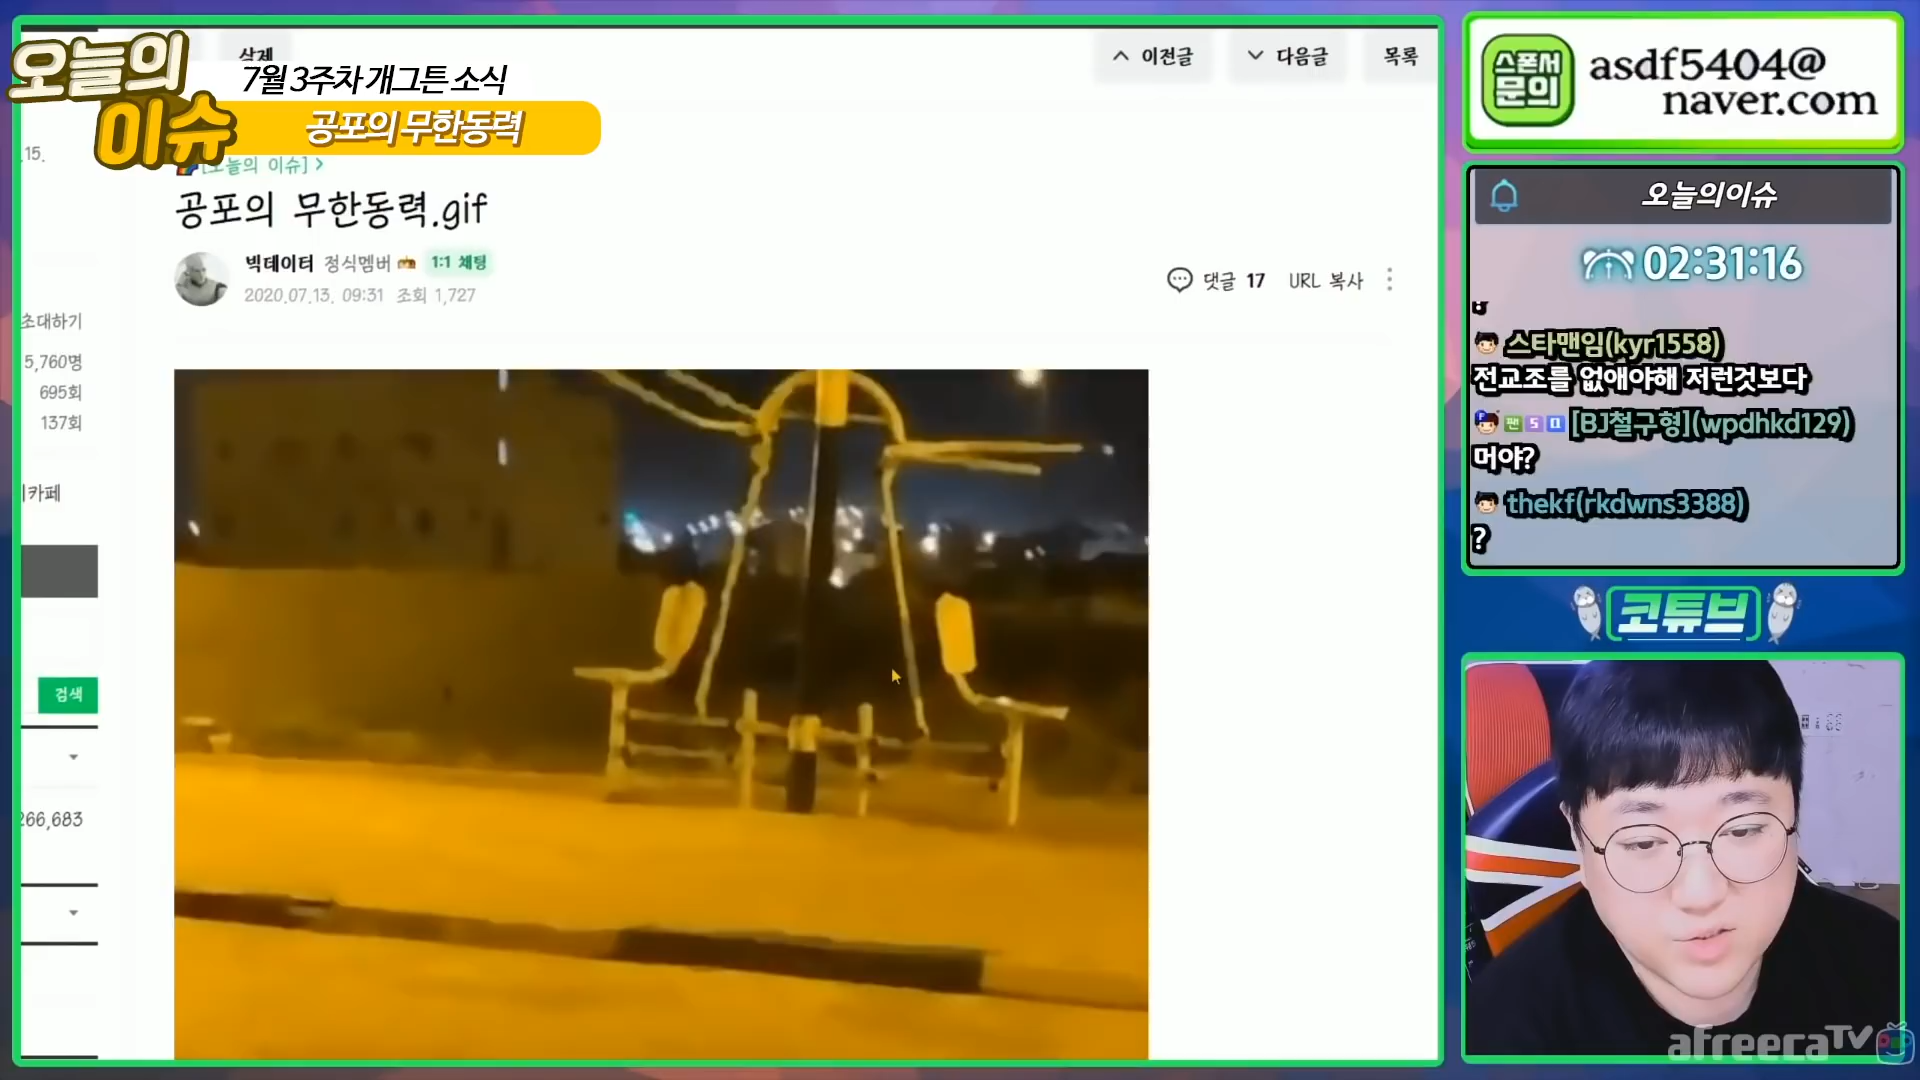 오늘의
이슈
7월 3주차 개그튼 소식
공포의 무한동력
삭제
이전글
다음글
목록
15.
[오늘의 이슈] >
공포의 무한동력.gif
빅데이터 정식멤버 1:1 채팅
2020.07.13. 09:31 조회 1,727
댓글 17 URL 복사
초대하기
5,760명
695회
137회
카페
검색
266,683
스폰서
문의
asdf5404@
naver.com
오늘의이슈
02:31:16
스타맨임(kyr1558)
전교조를 없애야해 저런것보다
F 팬 5 [BJ철구형](wpdhkd129)
머야?
thekf(rkdwns3388)
?
코튜브
afreecaTV